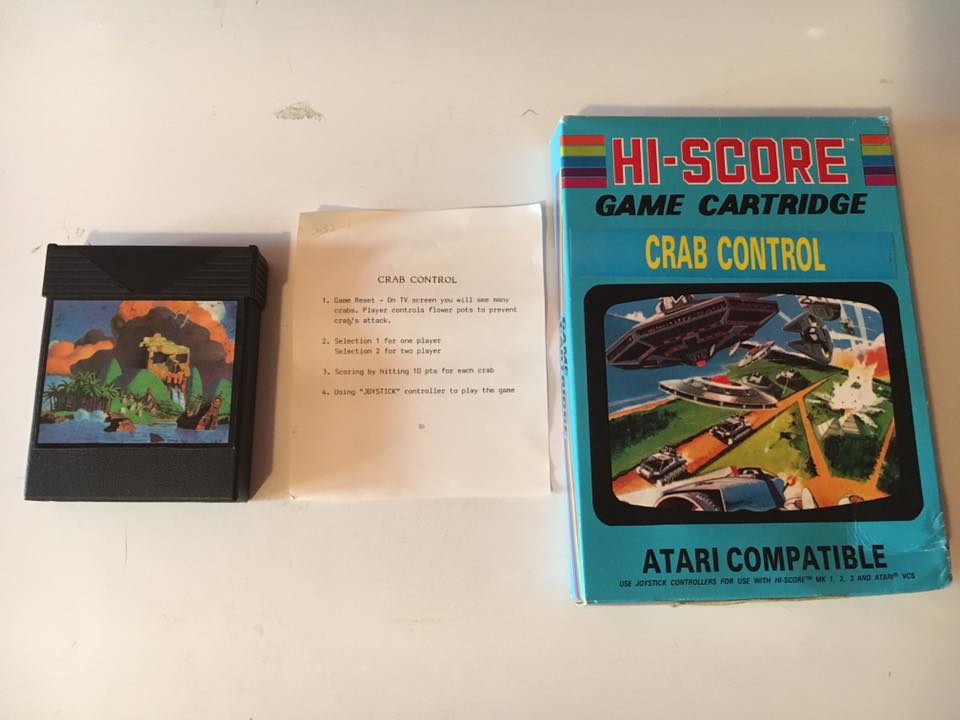 CRAB CONTROL
1. Game Reset - On TV screen you will see many
crabs. Player controls flower pots to prevent
crab's attack.
2. Selection 1 for one player
Selection 2 for two player
3. Scoring by hitting 10 pts for each crab
4. Using "JOYSTICK" controller to play the game
HI-SCORE™
GAME CARTRIDGE
CRAB CONTROL
ATARI COMPATIBLE
USE JOYSTICK CONTROLLERS FOR USE WITH HI-SCORE™ MK 1, 2, 3 AND ATARI® VCS